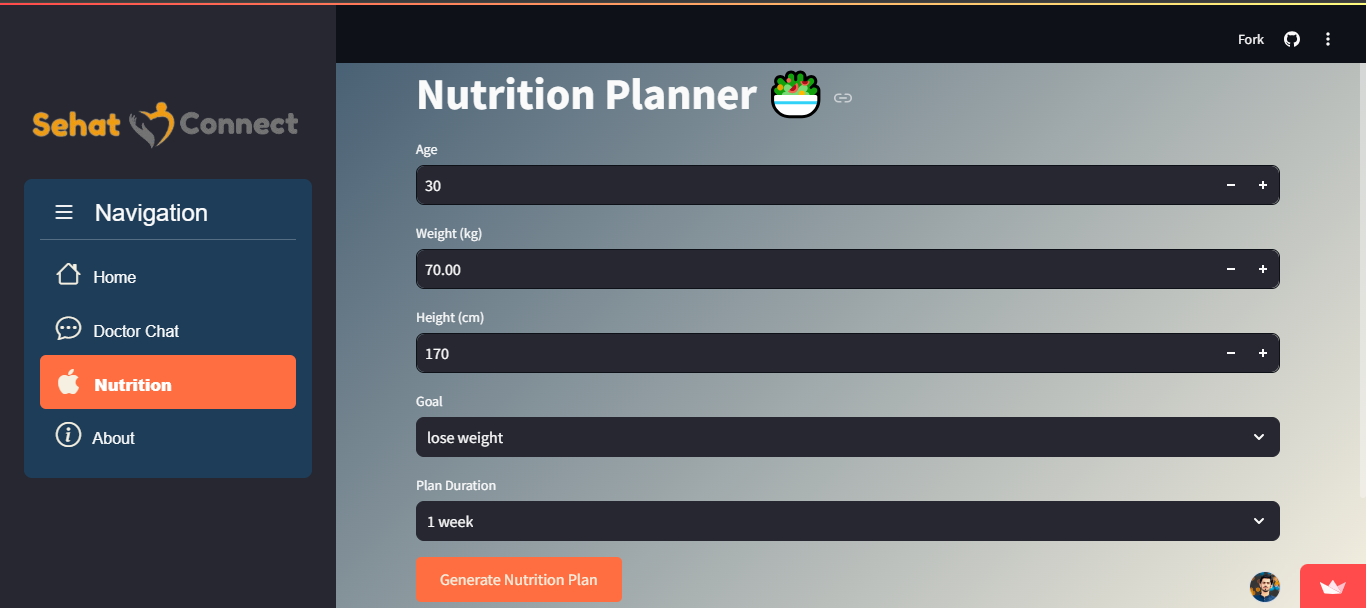 Fork
Sehat Connect
Navigation
Home
Doctor Chat
Nutrition
About
Nutrition Planner
Age
30
Weight (kg)
70.00
Height (cm)
170
Goal
lose weight
Plan Duration
1 week
Generate Nutrition Plan